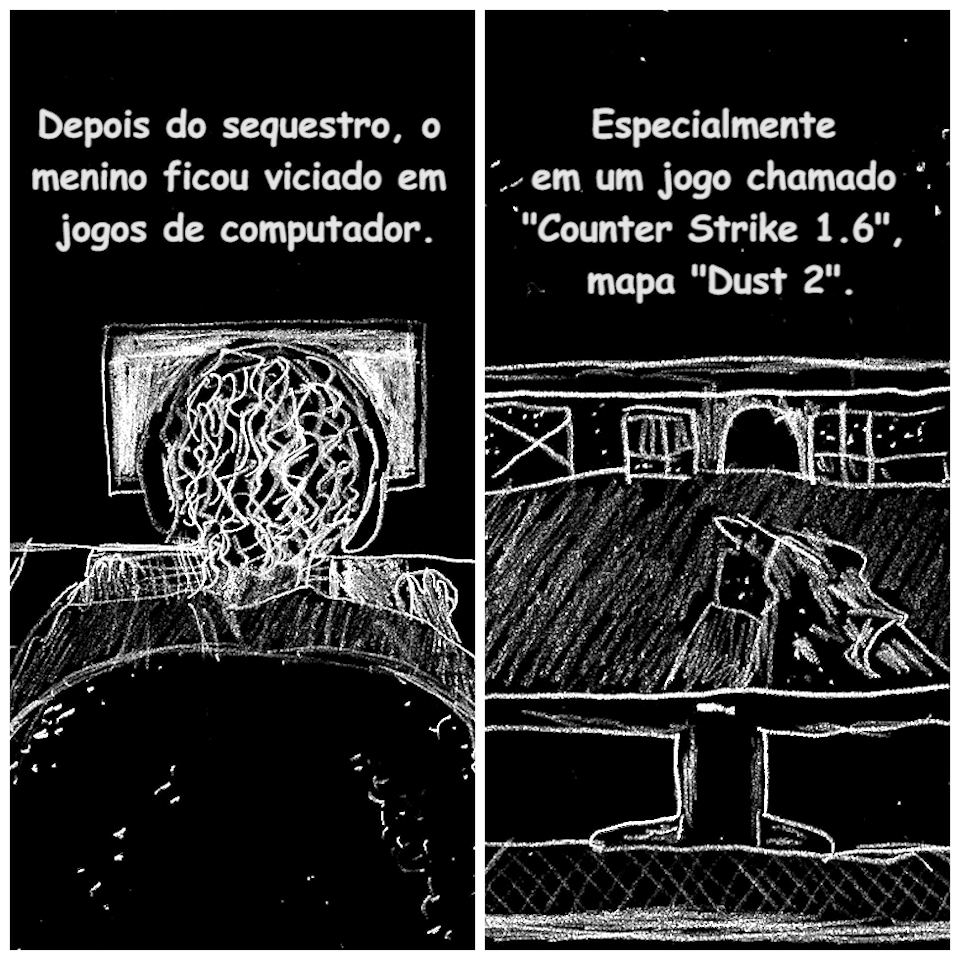 Depois do sequestro, o
menino ficou viciado em
jogos de computador.
Especialmente
em um jogo chamado
"Counter Strike 1.6",
mapa "Dust 2".